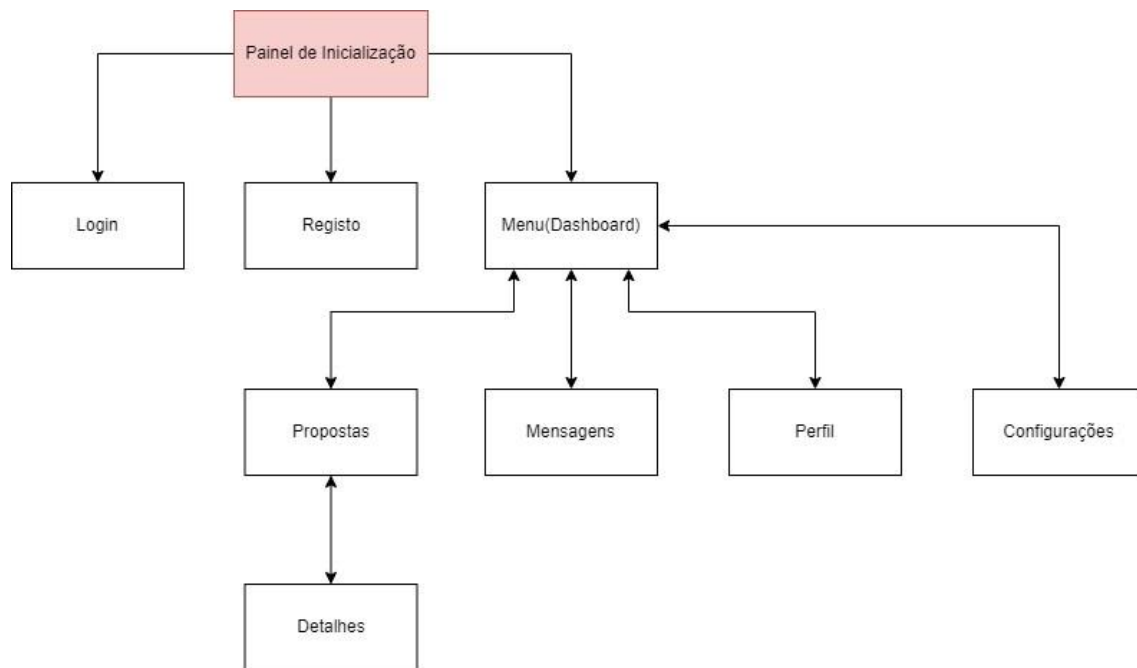 Painel de Inicialização
Login
Registo
Menu(Dashboard)
Propostas
Mensagens
Perfil
Configurações
Detalhes